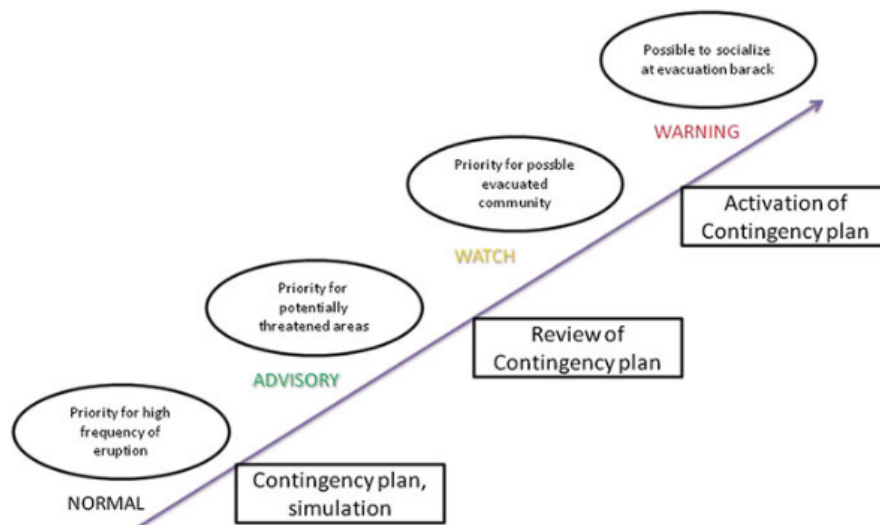 Possible to socialize
at evacuation barack
WARNING
Priority for possble
evacuated
community
Activation of
Contingency plan
WATCH
Priority for
potentially
threatened areas
Review of
Contingency plan
ADVISORY
Priority for high
frequency of
eruption
Contingency plan,
simulation
NORMAL